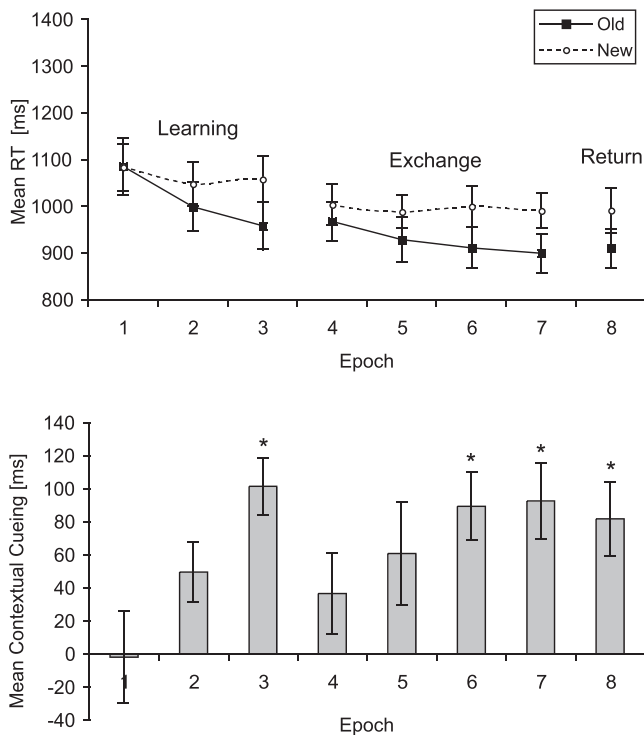 1400
1300
1200
1100
1000
900
800
Mean RT [ms]
Old
New
Learning
Exchange
Return
1 2 3 4 5 6 7 8
Epoch
140
120
100
80
60
40
20
0
-20
-40
Mean Contextual Cueing [ms]
* * * *
1 2 3 4 5 6 7 8
Epoch